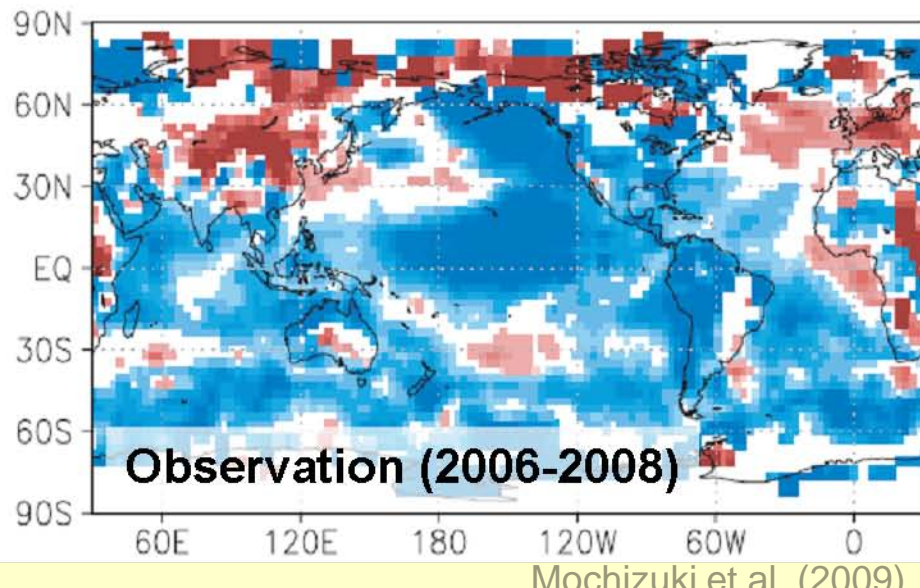 90N
60N
30N
EQ
30S
60S
90S
Observation (2006-2008)
60E 120E 180 120W 60W 0
Mochizuki et al. (2009)